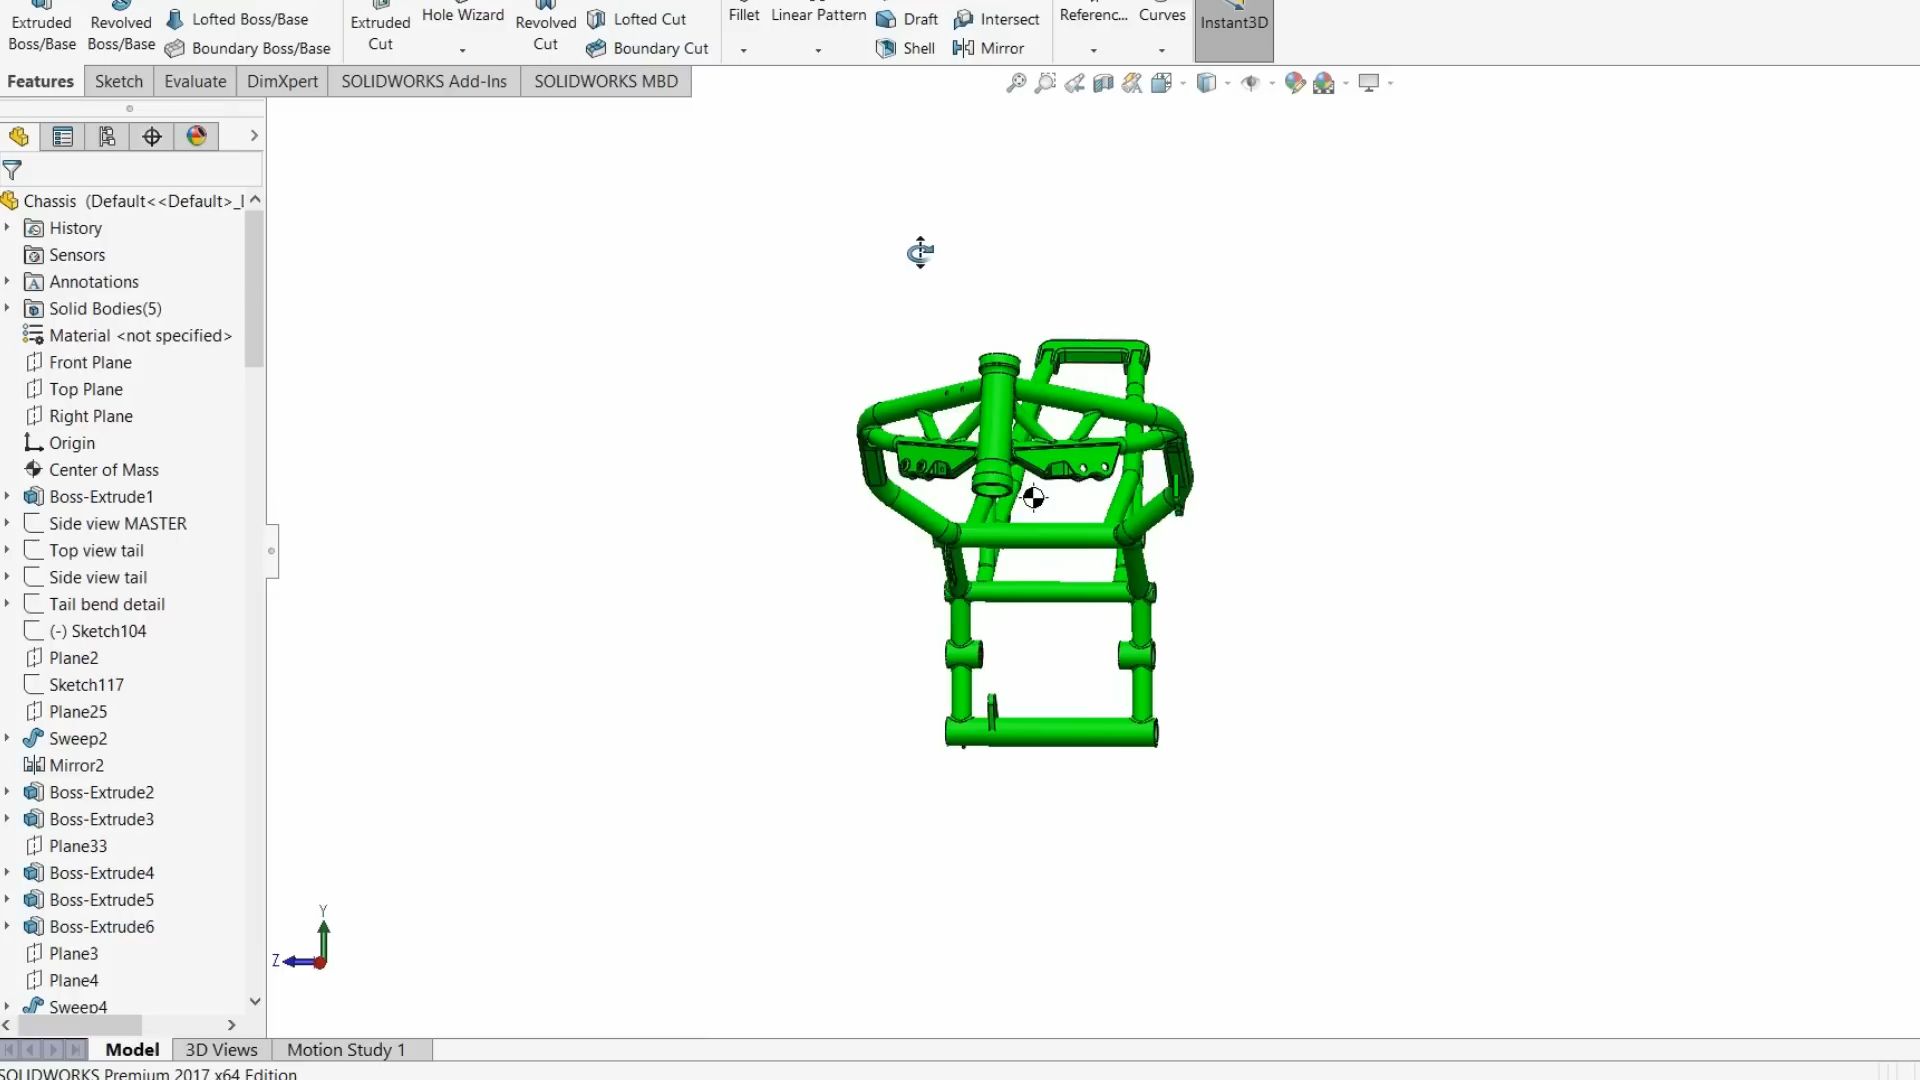 Extruded Boss/Base
Revolved Boss/Base
Lofted Boss/Base
Boundary Boss/Base
Extruded Cut
Hole Wizard
Revolved Cut
Lofted Cut
Boundary Cut
Fillet
Linear Pattern
Draft
Shell
Intersect
Mirror
Referenc...
Curves
Instant3D
Features
Sketch
Evaluate
DimXpert
SOLIDWORKS Add-Ins
SOLIDWORKS MBD
Chassis (Default<<Default>_
History
Sensors
Annotations
Solid Bodies(5)
Material <not specified>
Front Plane
Top Plane
Right Plane
Origin
Center of Mass
Boss-Extrude1
Side view MASTER
Top view tail
Side view tail
Tail bend detail
(-) Sketch104
Plane2
Sketch117
Plane25
Sweep2
Mirror2
Boss-Extrude2
Boss-Extrude3
Plane33
Boss-Extrude4
Boss-Extrude5
Boss-Extrude6
Plane3
Plane4
Sweep4
Y
Z
Model
3D Views
Motion Study 1
SOLIDWORKS Premium 2017 x64 Edition